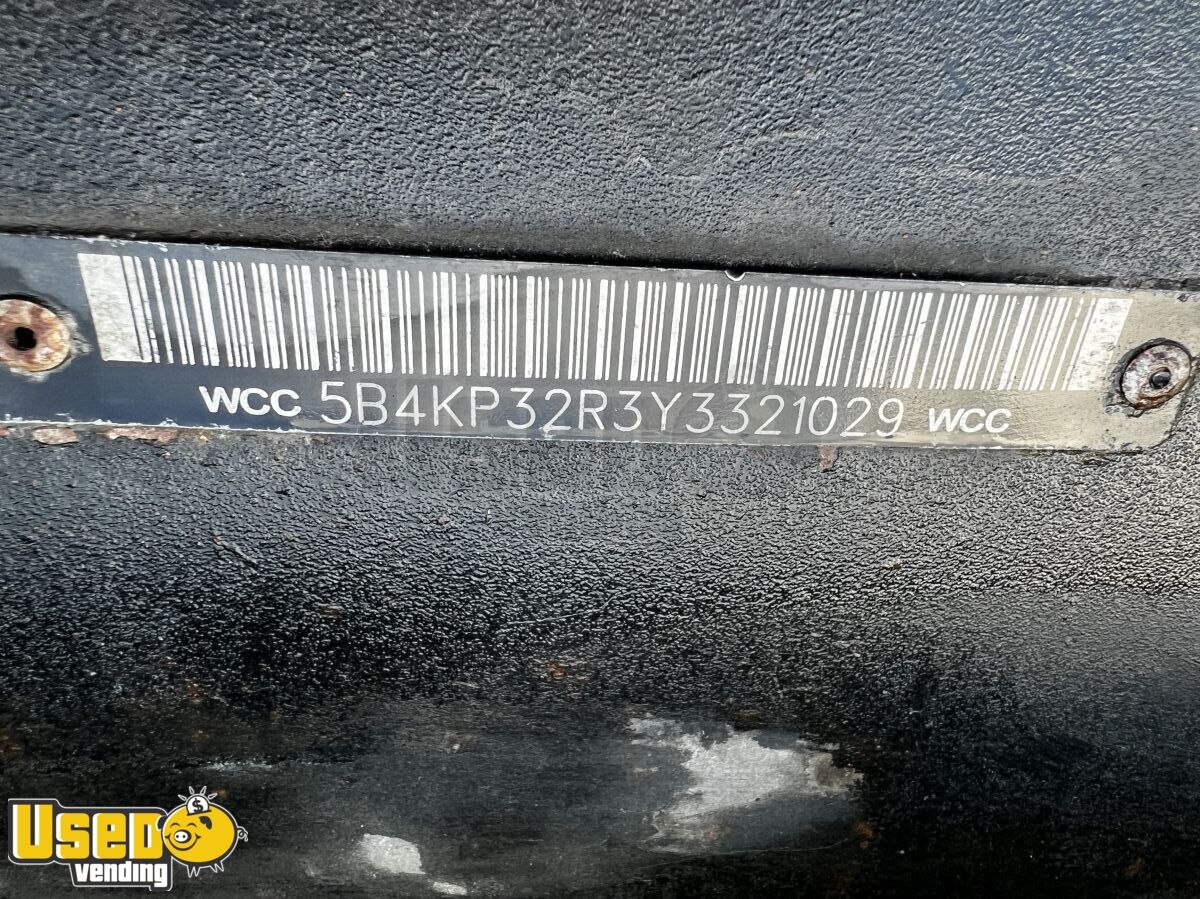 WCC 5B4KP32R3Y3321029 WCC
Used
vending